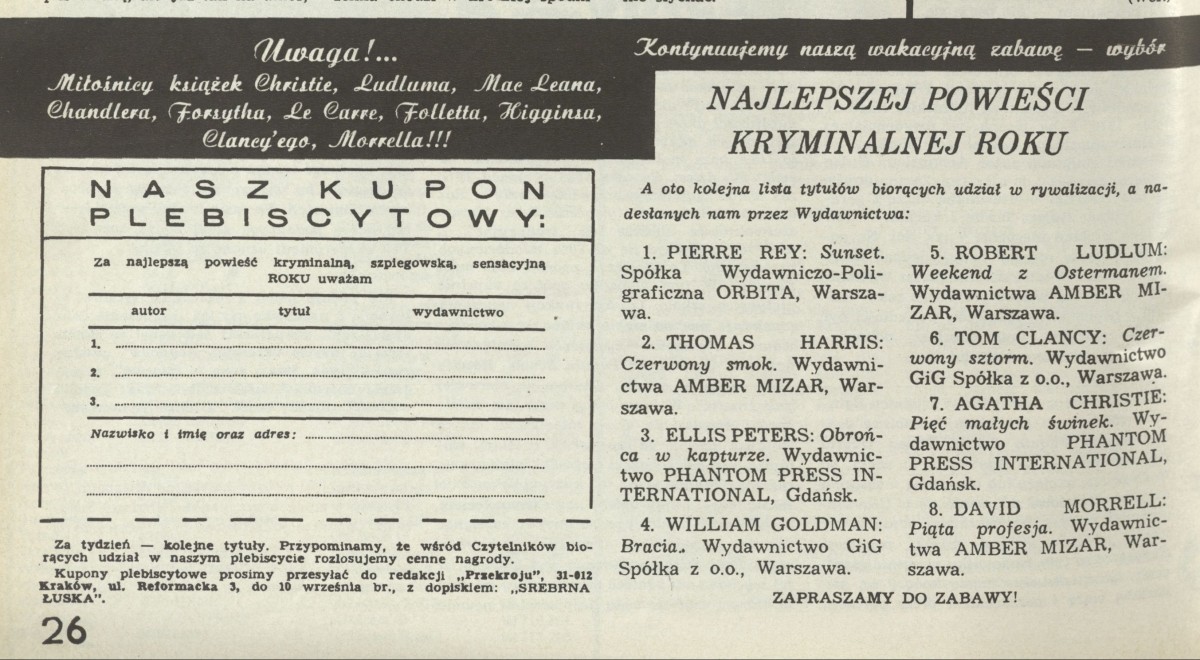 Uwaga!...
Miłośnicy książek Christie, Ludluma, Mac Leana,
Chandlera, Forsytha, Le Carre, Folletta, Higginsa,
Clancy'ego, Morrella!!!
NASZ KUPON
PLEBISCYTOWY:
Za najlepszą powieść kryminalną, szpiegowską, sensacyjną
ROKU uważam
autor tytuł wydawnictwo
1.
2.
3.
Nazwisko i imię oraz adres:
Za tydzień — kolejne tytuły. Przypominamy, że wśród Czytelników bio-
rących udział w naszym plebiscycie rozlosujemy cenne nagrody.
Kupony plebiscytowe prosimy przesyłać do redakcji „Przekroju", 31-012
Kraków, ul. Reformacka 3, do 10 września br., z dopiskiem: „SREBRNA
ŁUSKA".
26
Kontynuujemy naszą wakacyjną zabawę — wybór
NAJLEPSZEJ POWIEŚCI
KRYMINALNEJ ROKU
A oto kolejna lista tytułów biorących udział w rywalizacji, a na-
desłanych nam przez Wydawnictwa:
1. PIERRE REY: Sunset.
Spółka Wydawniczo-Poli-
graficzna ORBITA, Warsza-
wa.
2. THOMAS HARRIS:
Czerwony smok. Wydawni-
ctwa AMBER MIZAR, War-
szawa.
3. ELLIS PETERS: Obroń-
ca w kapturze. Wydawnic-
two PHANTOM PRESS IN-
TERNATIONAL, Gdańsk.
4. WILLIAM GOLDMAN:
Bracia. Wydawnictwo GiG
Spółka z o.o., Warszawa.
5. ROBERT LUDLUM:
Weekend z Ostermanem.
Wydawnictwa AMBER MI-
ZAR, Warszawa.
6. TOM CLANCY: Czer-
wony sztorm. Wydawnictwo
GiG Spółka z o.o., Warszawa.
7. AGATHA CHRISTIE:
Pięć małych świnek. Wy-
dawnictwo PHANTOM
PRESS INTERNATIONAL,
Gdańsk.
8. DAVID MORRELL:
Piąta profesja. Wydawnic-
twa AMBER MIZAR, War-
szawa.
ZAPRASZAMY DO ZABAWY!